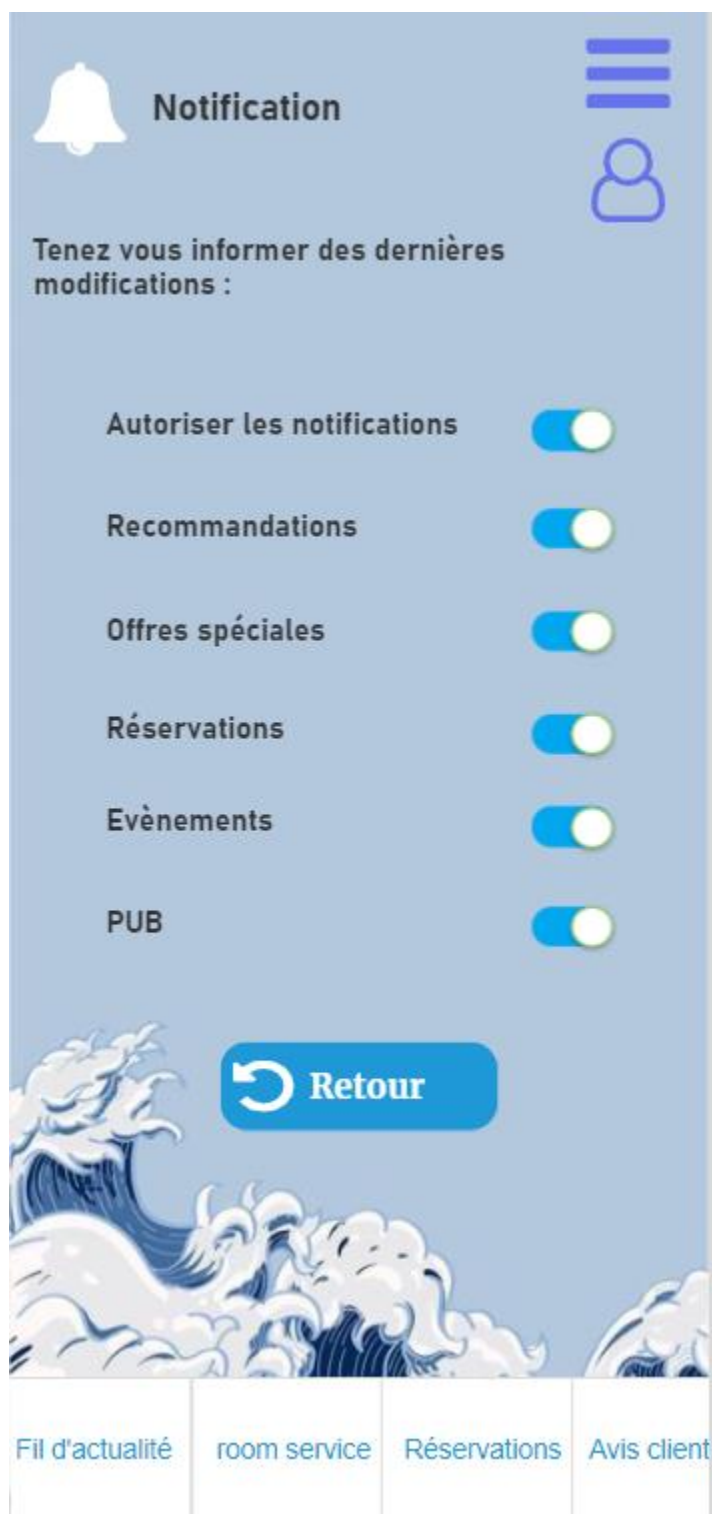 Notification
Tenez vous informer des dernières
modifications :
Autoriser les notifications
Recommandations
Offres spéciales
Réservations
Evènements
PUB
Retour
Fil d'actualité
room service
Réservations
Avis client